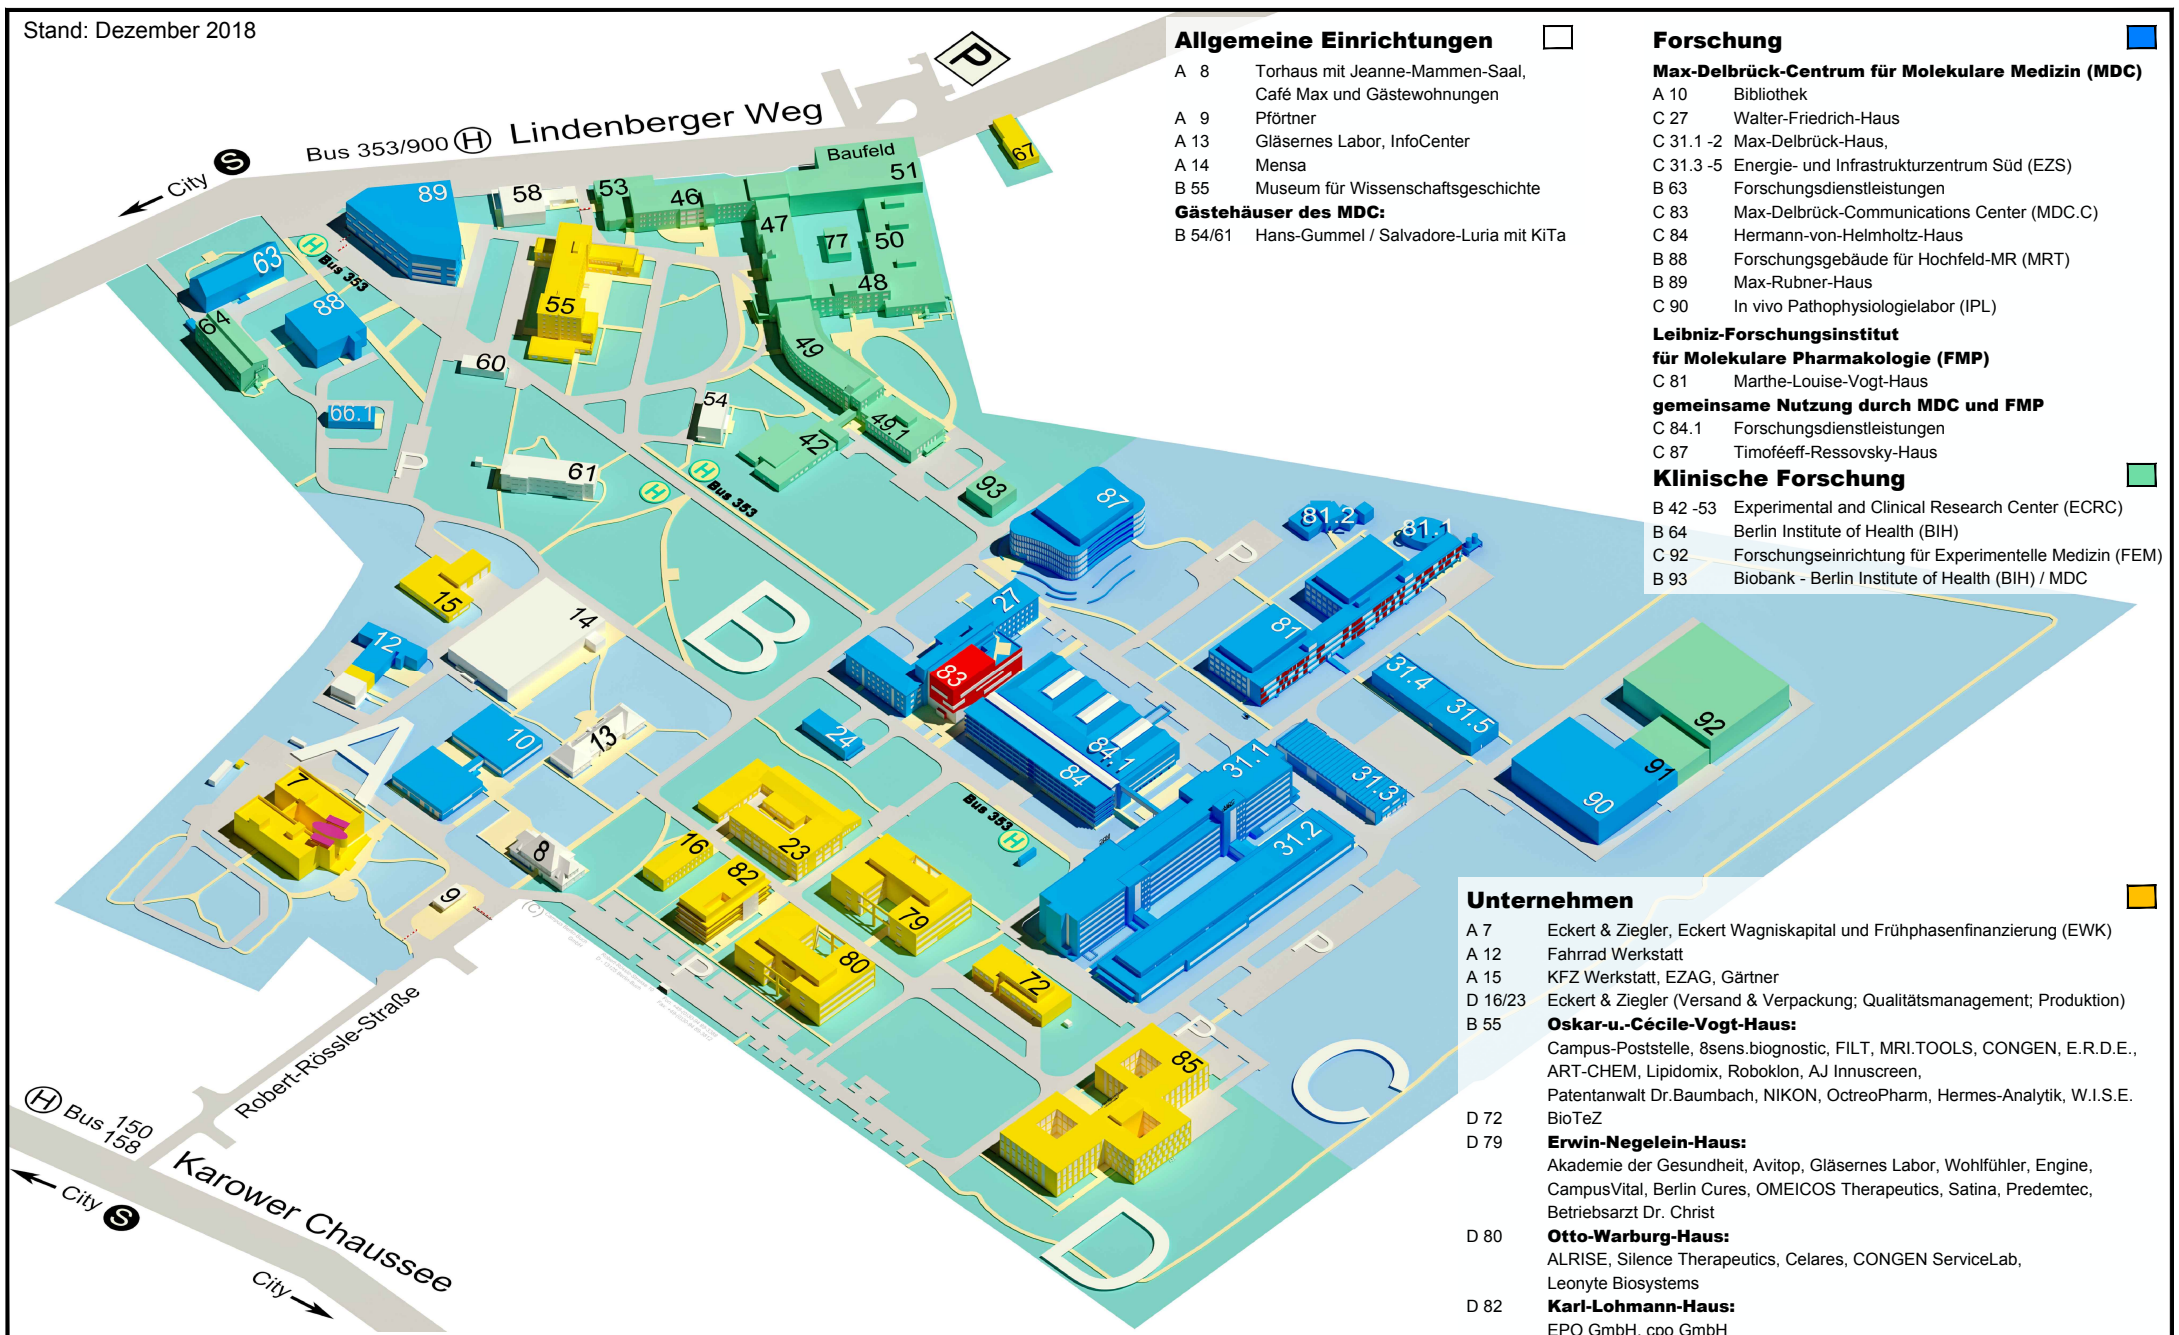 Stand: Dezember 2018
P
Lindenberger Weg
Bus 353/900 H
City S
Baufeld
67
89
58
53
46
51
47
77
50
48
63
H
Bus 353
88
64
55
60
49
54
66.1
49.1
42
P
61
H
H
Bus 353
93
87
81.2
81.1
P
15
14
B
27
12
81
83
31.4
31.5
92
10
13
24
84.1
84
31.1
31.3
91
90
A
7
Bus 353
H
31.2
8
16
23
82
79
9
(C)
P
80
72
P
P
85
C
D
Robert-Rössle-Straße
H Bus 150
158
City S
Karower Chaussee
City
Allgemeine Einrichtungen
A 8 Torhaus mit Jeanne-Mammen-Saal,
Café Max und Gästewohnungen
A 9 Pförtner
A 13 Gläsernes Labor, InfoCenter
A 14 Mensa
B 55 Museum für Wissenschaftsgeschichte
Gästehäuser des MDC:
B 54/61 Hans-Gummel / Salvadore-Luria mit KiTa
Forschung
Max-Delbrück-Centrum für Molekulare Medizin (MDC)
A 10 Bibliothek
C 27 Walter-Friedrich-Haus
C 31.1 -2 Max-Delbrück-Haus,
C 31.3 -5 Energie- und Infrastrukturzentrum Süd (EZS)
B 63 Forschungsdienstleistungen
C 83 Max-Delbrück-Communications Center (MDC.C)
C 84 Hermann-von-Helmholtz-Haus
B 88 Forschungsgebäude für Hochfeld-MR (MRT)
B 89 Max-Rubner-Haus
C 90 In vivo Pathophysiologielabor (IPL)
Leibniz-Forschungsinstitut
für Molekulare Pharmakologie (FMP)
C 81 Marthe-Louise-Vogt-Haus
gemeinsame Nutzung durch MDC und FMP
C 84.1 Forschungsdienstleistungen
C 87 Timoféeff-Ressovsky-Haus
Klinische Forschung
B 42 -53 Experimental and Clinical Research Center (ECRC)
B 64 Berlin Institute of Health (BIH)
C 92 Forschungseinrichtung für Experimentelle Medizin (FEM)
B 93 Biobank - Berlin Institute of Health (BIH) / MDC
Unternehmen
A 7 Eckert & Ziegler, Eckert Wagniskapital und Frühphasenfinanzierung (EWK)
A 12 Fahrrad Werkstatt
A 15 KFZ Werkstatt, EZAG, Gärtner
D 16/23 Eckert & Ziegler (Versand & Verpackung; Qualitätsmanagement; Produktion)
B 55 Oskar-u.-Cécile-Vogt-Haus:
Campus-Poststelle, 8sens.biognostic, FILT, MRI.TOOLS, CONGEN, E.R.D.E.,
ART-CHEM, Lipidomix, Roboklon, AJ Innuscreen,
Patentanwalt Dr.Baumbach, NIKON, OctreoPharm, Hermes-Analytik, W.I.S.E.
D 72 BioTeZ
D 79 Erwin-Negelein-Haus:
Akademie der Gesundheit, Avitop, Gläsernes Labor, Wohlfühler, Engine,
CampusVital, Berlin Cures, OMEICOS Therapeutics, Satina, Predemtec,
Betriebsarzt Dr. Christ
D 80 Otto-Warburg-Haus:
ALRISE, Silence Therapeutics, Celares, CONGEN ServiceLab,
Leonyte Biosystems
D 82 Karl-Lohmann-Haus:
EPO GmbH, cpo GmbH